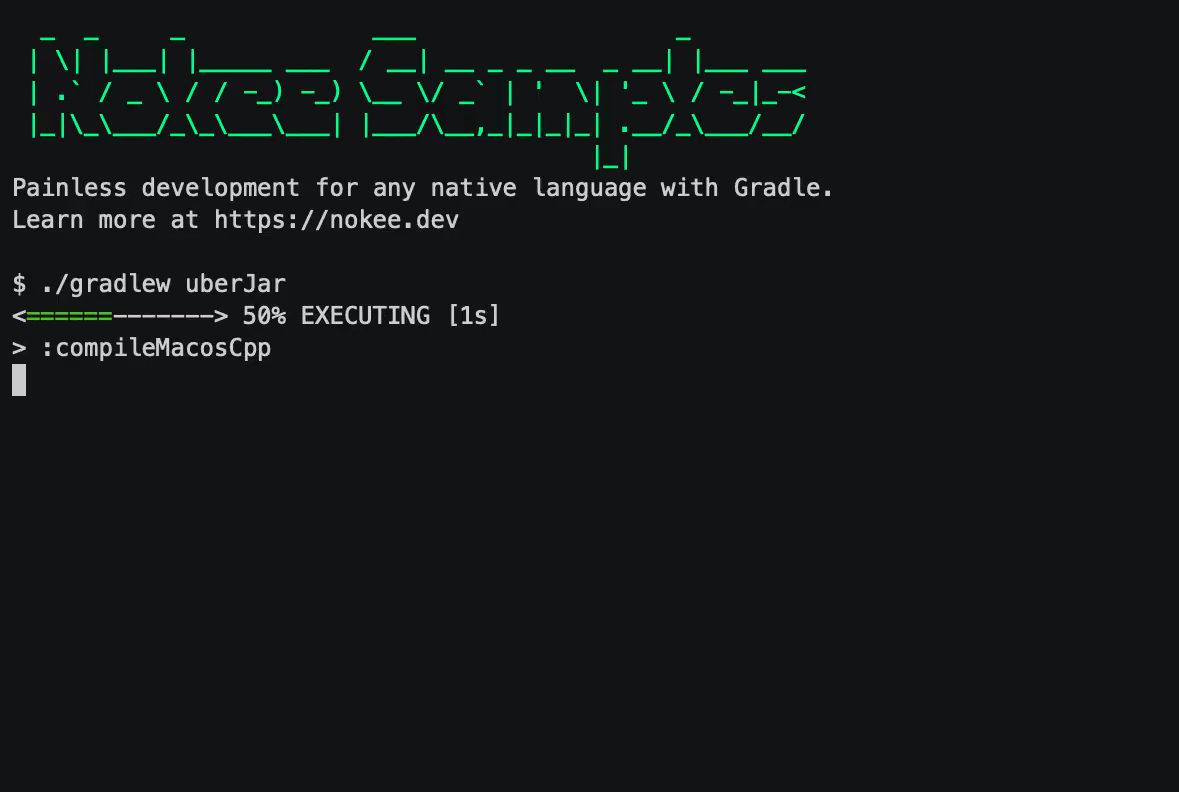 Nokee Samples
Painless development for any native language with Gradle.
Learn more at https://nokee.dev
$ ./gradlew uberJar
<======-------> 50% EXECUTING [1s]
> :compileMacosCpp